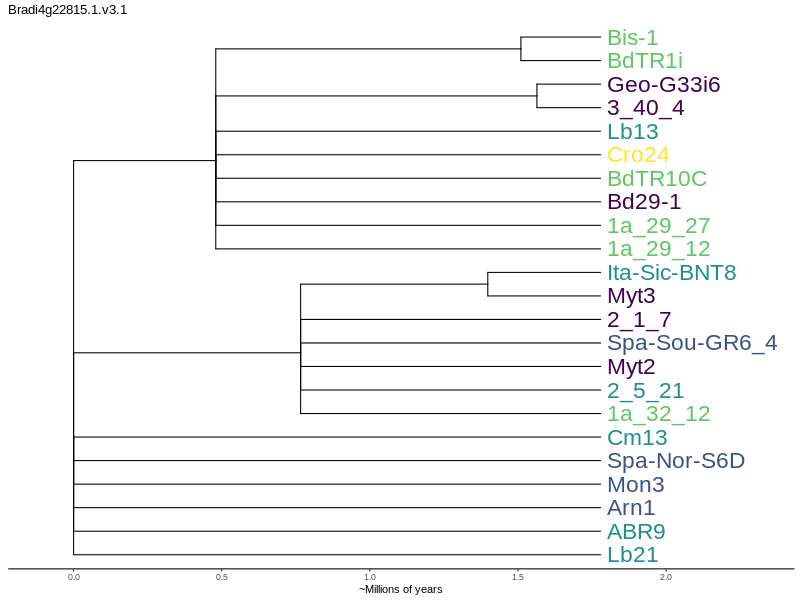 Bradi4g22815.1.v3.1
Bis-1
BdTR1i
Geo-G33i6
3_40_4
Lb13
Cro24
BdTR10C
Bd29-1
1a_29_27
1a_29_12
Ita-Sic-BNT8
Myt3
2_1_7
Spa-Sou-GR6_4
Myt2
2_5_21
1a_32_12
Cm13
Spa-Nor-S6D
Mon3
Arn1
ABR9
Lb21
0.0 0.5 1.0 1.5 2.0
~Millions of years